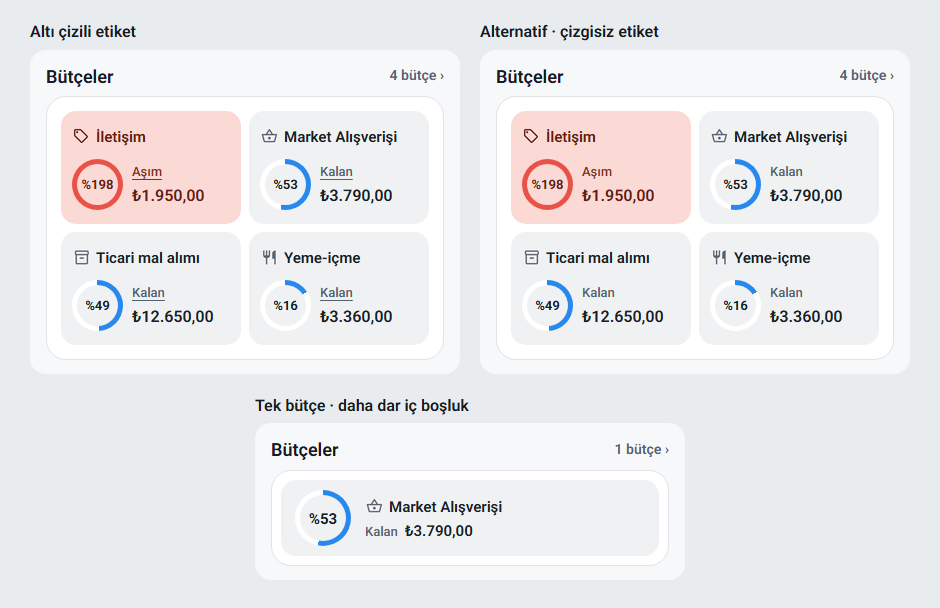 Altı çizili etiket
Bütçeler
4 bütçe ›
İletişim
%198
Aşım
₺1.950,00
Market Alışverişi
%53
Kalan
₺3.790,00
Ticari mal alımı
%49
Kalan
₺12.650,00
Yeme-içme
%16
Kalan
₺3.360,00
Alternatif · çizgisiz etiket
Bütçeler
4 bütçe ›
İletişim
%198
Aşım
₺1.950,00
Market Alışverişi
%53
Kalan
₺3.790,00
Ticari mal alımı
%49
Kalan
₺12.650,00
Yeme-içme
%16
Kalan
₺3.360,00
Tek bütçe · daha dar iç boşluk
Bütçeler
1 bütçe ›
%53
Market Alışverişi
Kalan ₺3.790,00